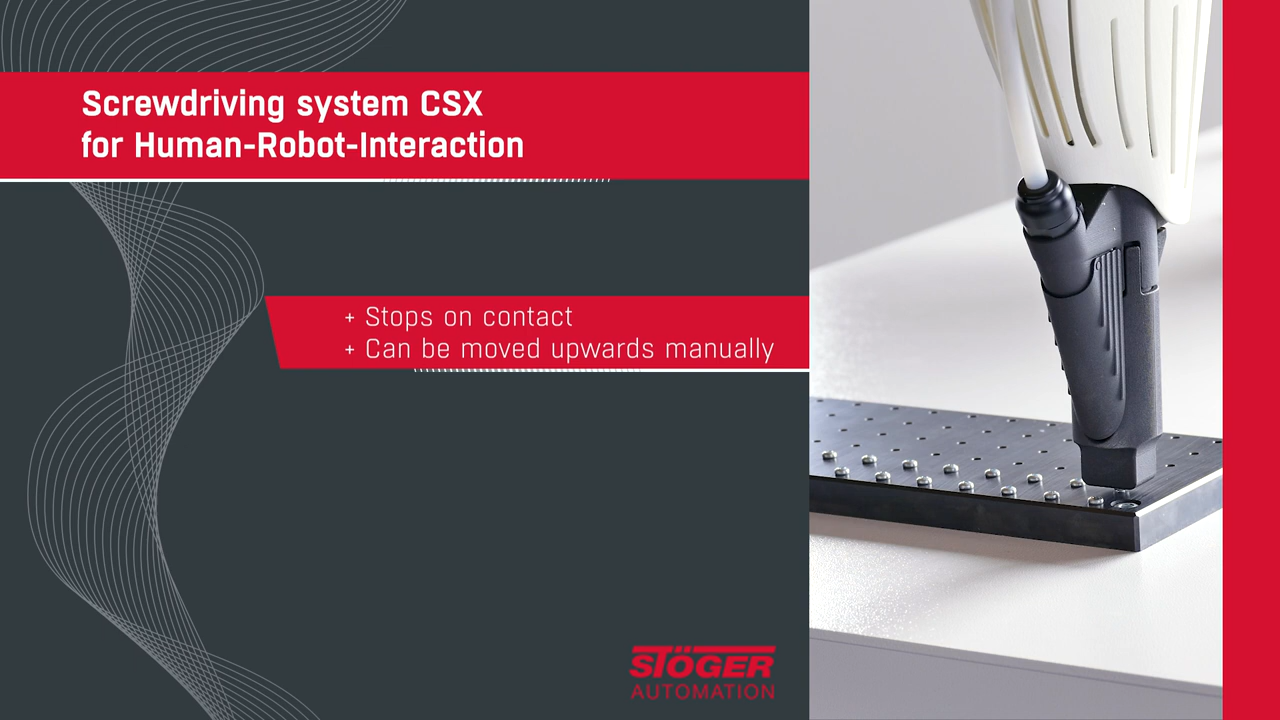 Screwdriving system CSX
for Human-Robot-Interaction
+ Stops on contact
+ Can be moved upwards manually
STÖGER
AUTOMATION